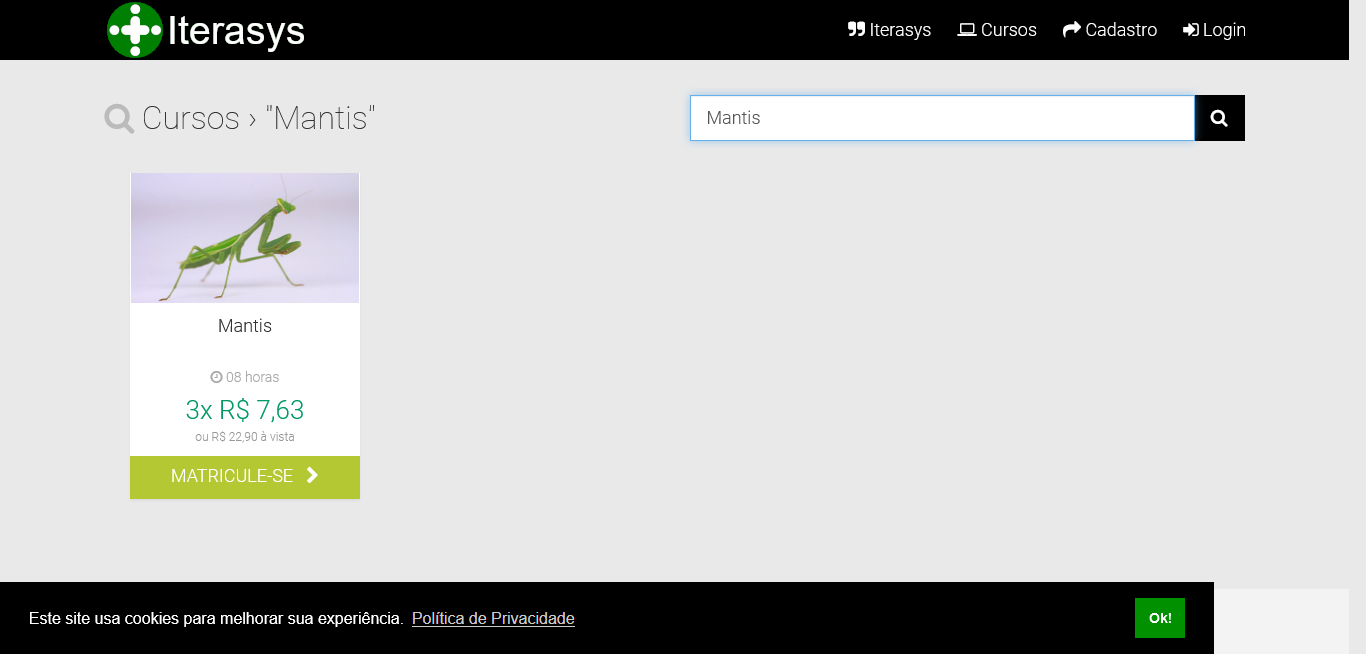 Iterasys
Iterasys Cursos Cadastro Login
Cursos › "Mantis"
Mantis
Mantis
08 horas
3x R$ 7,63
ou R$ 22,90 à vista
MATRICULE-SE
Este site usa cookies para melhorar sua experiência. Política de Privacidade
Ok!